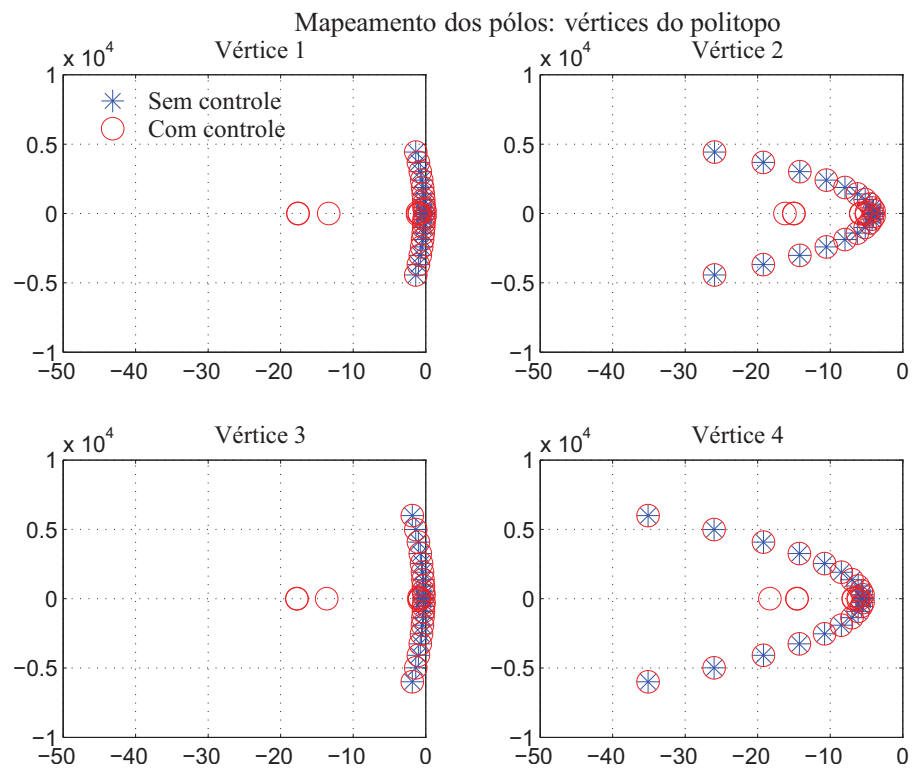 Mapeamento dos pólos: vértices do politopo
Vértice 1
x 10^4
1
0.5
0
−0.5
−1
−50 −40 −30 −20 −10 0
Sem controle
Com controle
Vértice 2
x 10^4
1
0.5
0
−0.5
−1
−50 −40 −30 −20 −10 0
Vértice 3
x 10^4
1
0.5
0
−0.5
−1
−50 −40 −30 −20 −10 0
Vértice 4
x 10^4
1
0.5
0
−0.5
−1
−50 −40 −30 −20 −10 0